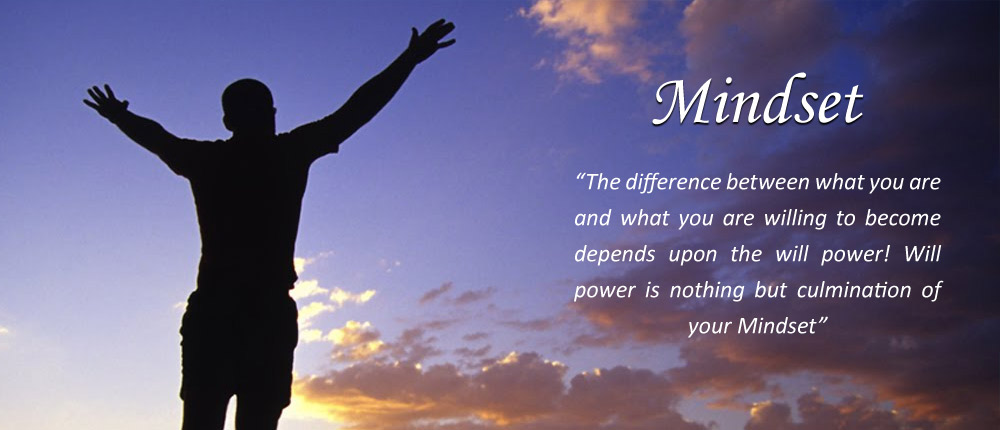 Mindset
“The difference between what you are
and what you are willing to become
depends upon the will power! Will
power is nothing but culmination of
your Mindset”